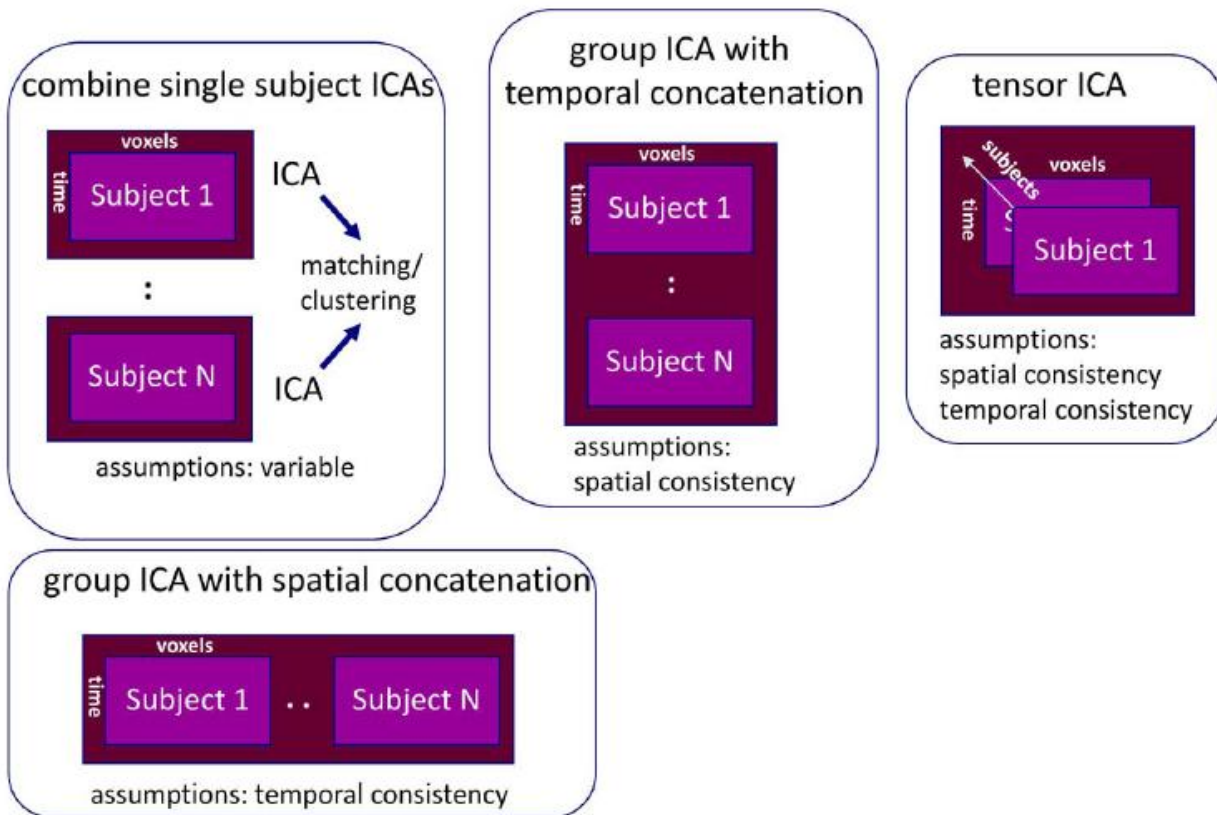 combine single subject ICAs
voxels
time
Subject 1
ICA
:
matching/
clustering
Subject N
ICA
assumptions: variable
group ICA with
temporal concatenation
voxels
time
Subject 1
:
Subject N
assumptions:
spatial consistency
tensor ICA
subjects
voxels
time
S
Subject 1
assumptions:
spatial consistency
temporal consistency
group ICA with spatial concatenation
voxels
time
Subject 1
. .
Subject N
assumptions: temporal consistency